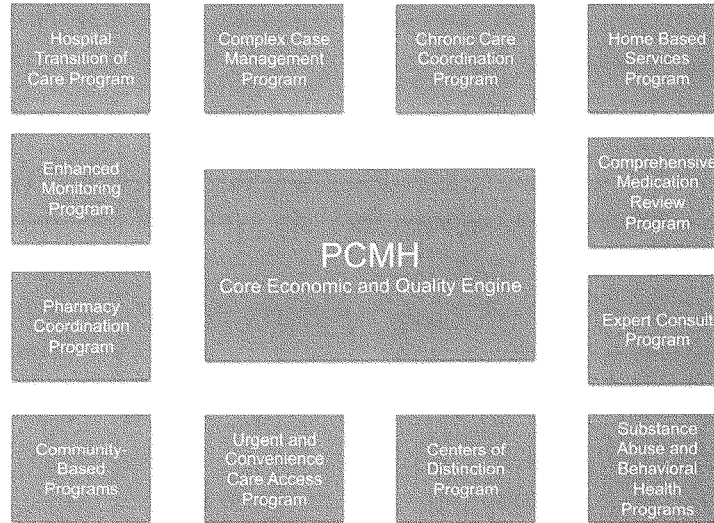 Hospital
Transition of
Care Program
Complex Case
Management
Program
Chronic Care
Coordination
Program
Home Based
Services
Program
Enhanced
Monitoring
Program
Comprehensive
Medication
Review
Program
PCMH
Core Economic and Quality Engine
Pharmacy
Coordination
Program
Expert Consult
Program
Community-
Based
Programs
Urgent and
Convenience
Care Access
Program
Centers of
Distinction
Program
Substance
Abuse and
Behavioral
Health
Programs